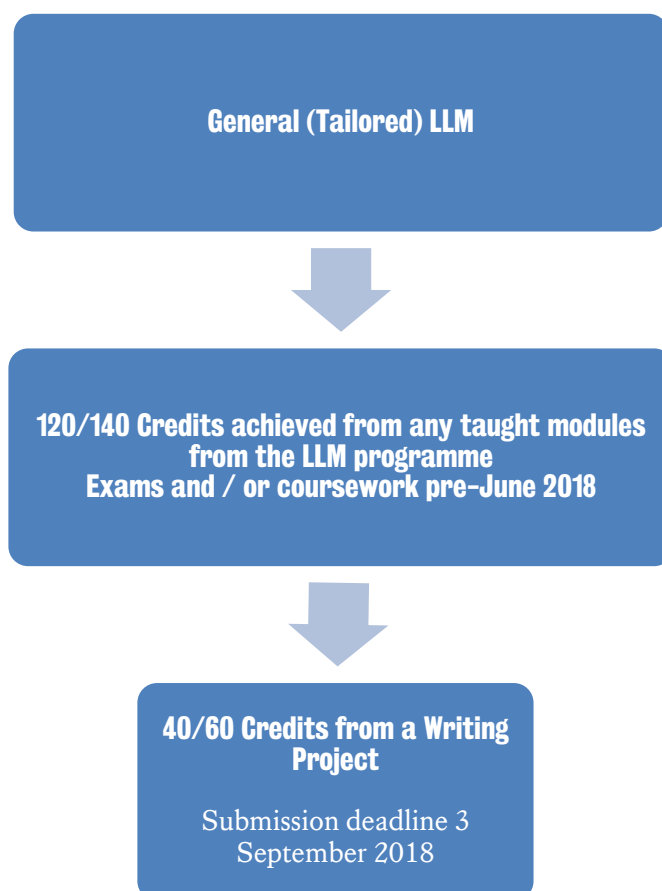 General (Tailored) LLM
120/140 Credits achieved from any taught modules
from the LLM programme
Exams and / or coursework pre-June 2018
40/60 Credits from a Writing
Project
Submission deadline 3
September 2018